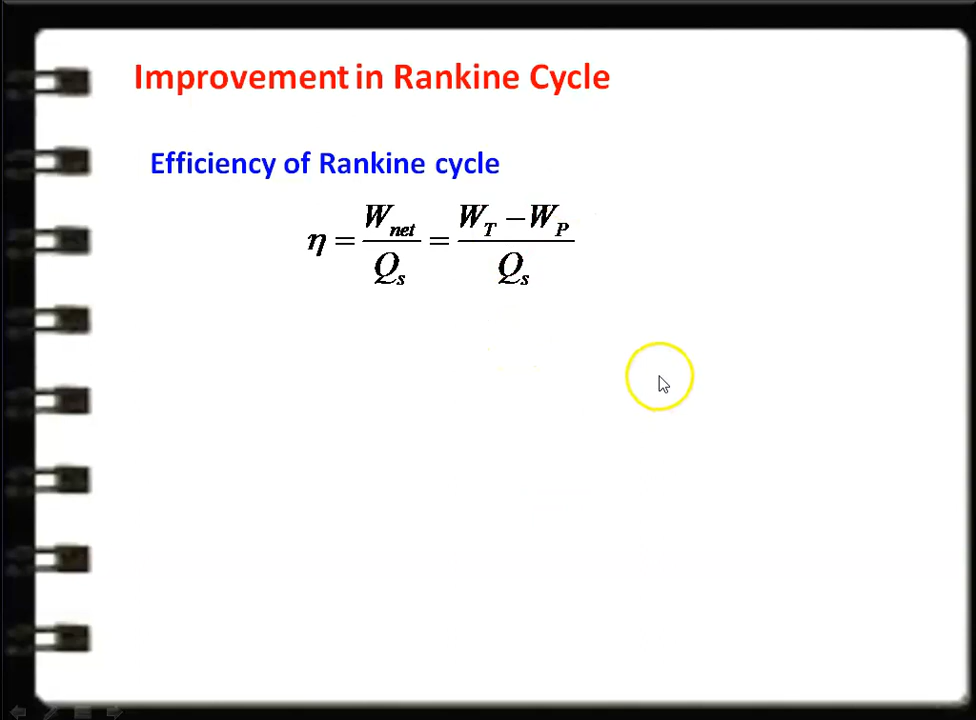 Improvement in Rankine Cycle
Efficiency of Rankine cycle
η = W_net / Q_s = (W_T − W_P) / Q_s